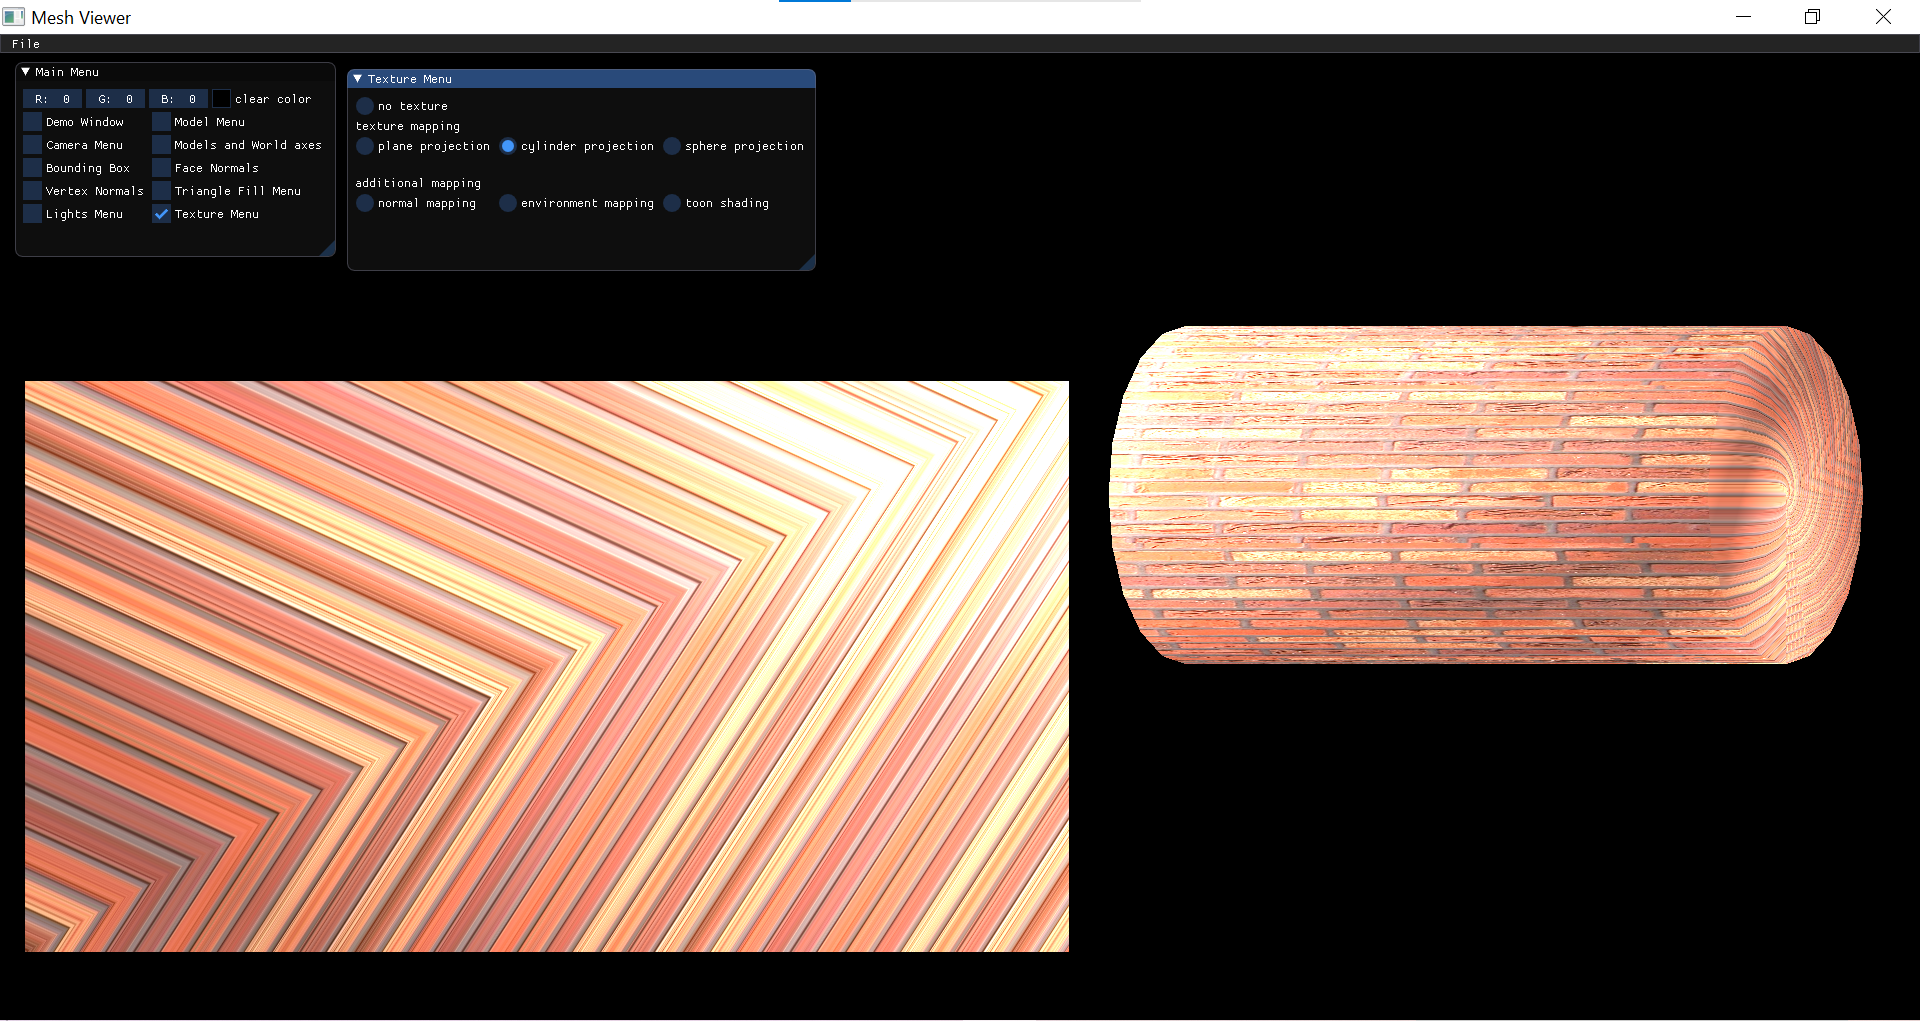 Mesh Viewer
File
Main Menu
R: 0 G: 0 B: 0 clear color
Demo Window Model Menu
Camera Menu Models and World axes
Bounding Box Face Normals
Vertex Normals Triangle Fill Menu
Lights Menu Texture Menu
Texture Menu
no texture
texture mapping
plane projection cylinder projection sphere projection
additional mapping
normal mapping environment mapping toon shading